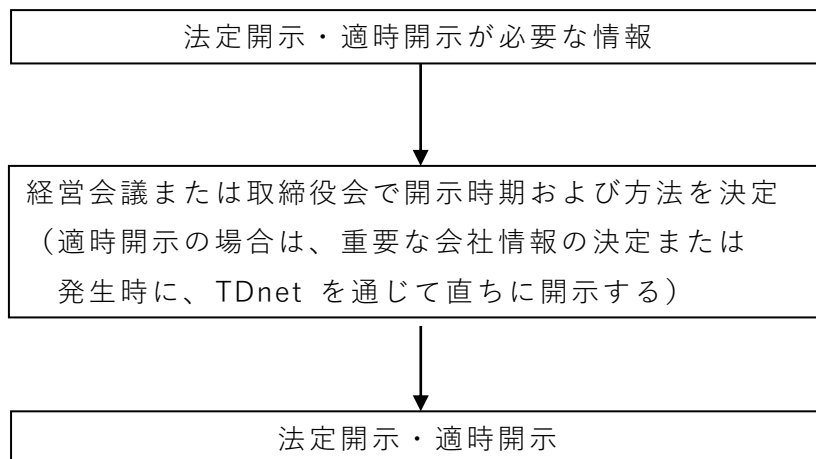 法定開示・適時開示が必要な情報
経営会議または取締役会で開示時期および方法を決定
（適時開示の場合は、重要な会社情報の決定または
発生時に、TDnet を通じて直ちに開示する）
法定開示・適時開示